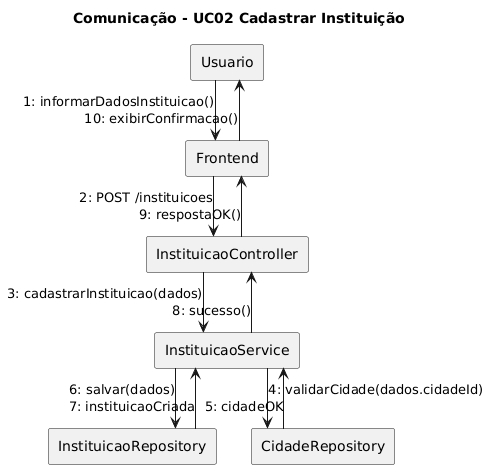 Comunicação - UC02 Cadastrar Instituição
Usuario
1: informarDadosInstituicao()
10: exibirConfirmacao()
Frontend
2: POST /instituicoes
9: respostaOK()
InstituicaoController
3: cadastrarInstituicao(dados)
8: sucesso()
InstituicaoService
6: salvar(dados)
4: validarCidade(dados.cidadeId)
7: instituicaoCriada
5: cidadeOK
InstituicaoRepository
CidadeRepository